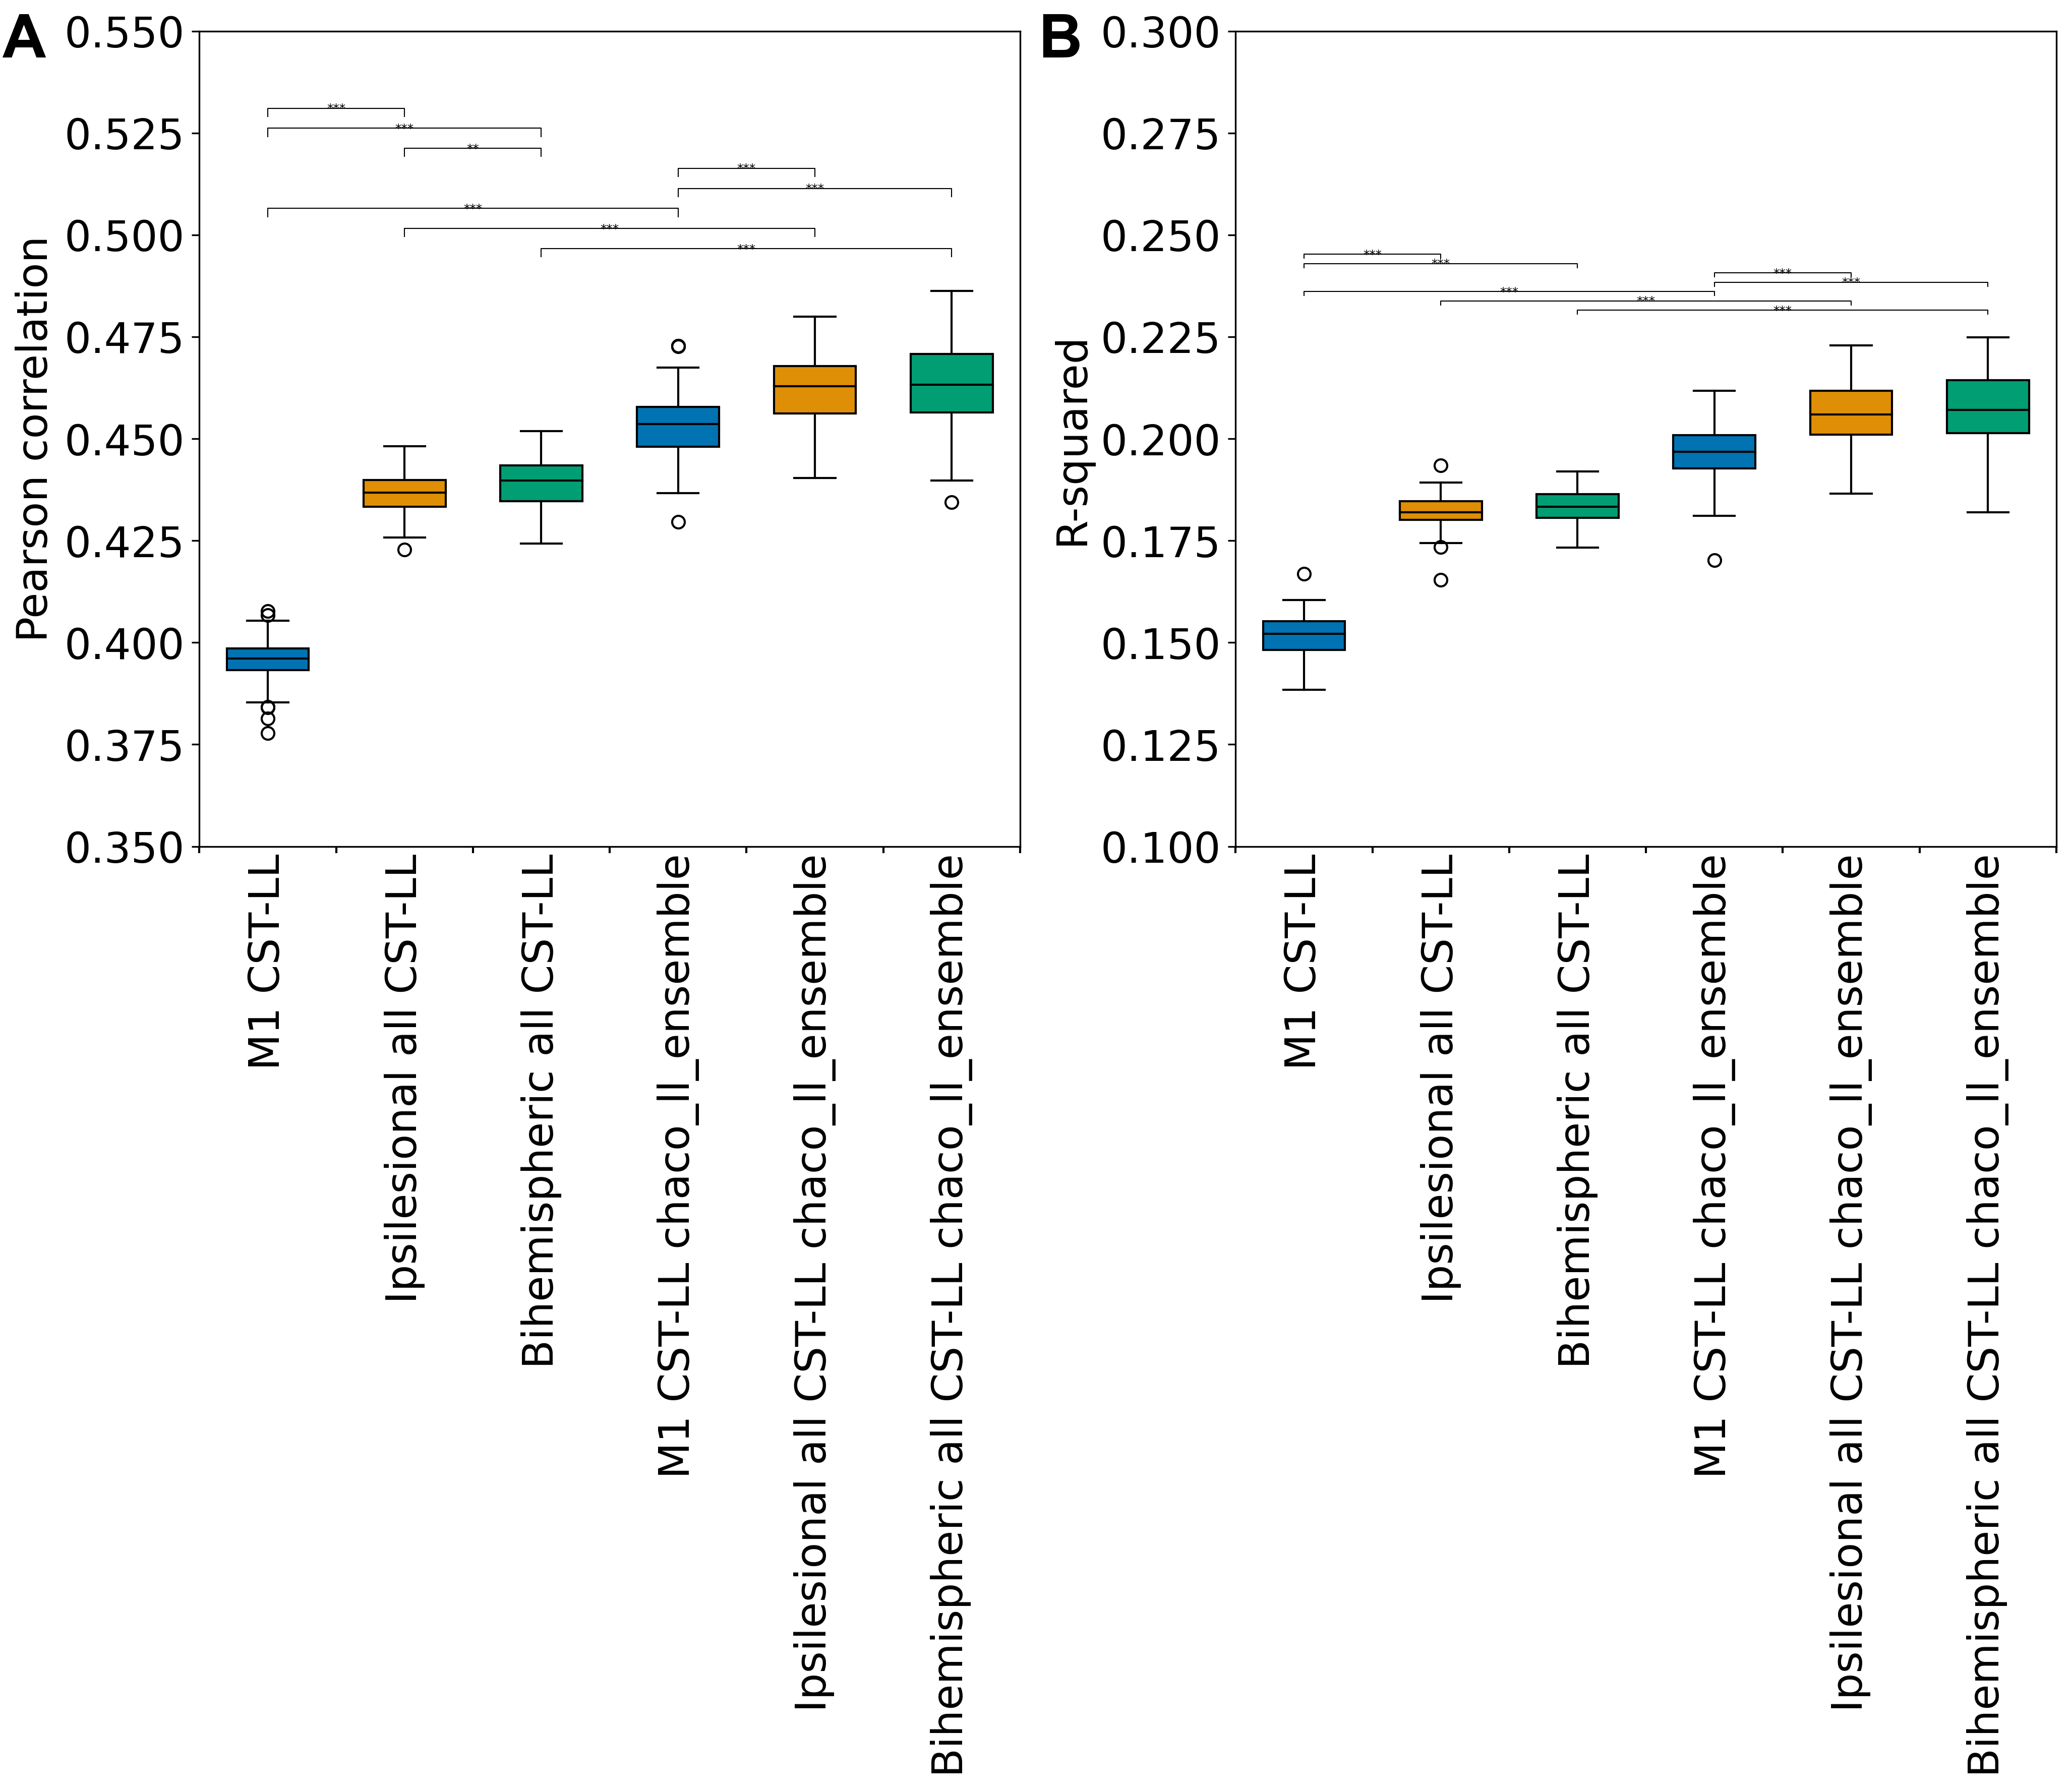 A
0.550
0.525
0.500
0.475
0.450
0.425
0.400
0.375
0.350
Pearson correlation
***
***
**
***
***
***
***
***
M1 CST-LL
Ipsilesional all CST-LL
Bihemispheric all CST-LL
M1 CST-LL chaco_ll_ensemble
Ipsilesional all CST-LL chaco_ll_ensemble
Bihemispheric all CST-LL chaco_ll_ensemble
B
0.300
0.275
0.250
0.225
0.200
0.175
0.150
0.125
0.100
R-squared
***
***
***
***
***
***
***
M1 CST-LL
Ipsilesional all CST-LL
Bihemispheric all CST-LL
M1 CST-LL chaco_ll_ensemble
Ipsilesional all CST-LL chaco_ll_ensemble
Bihemispheric all CST-LL chaco_ll_ensemble